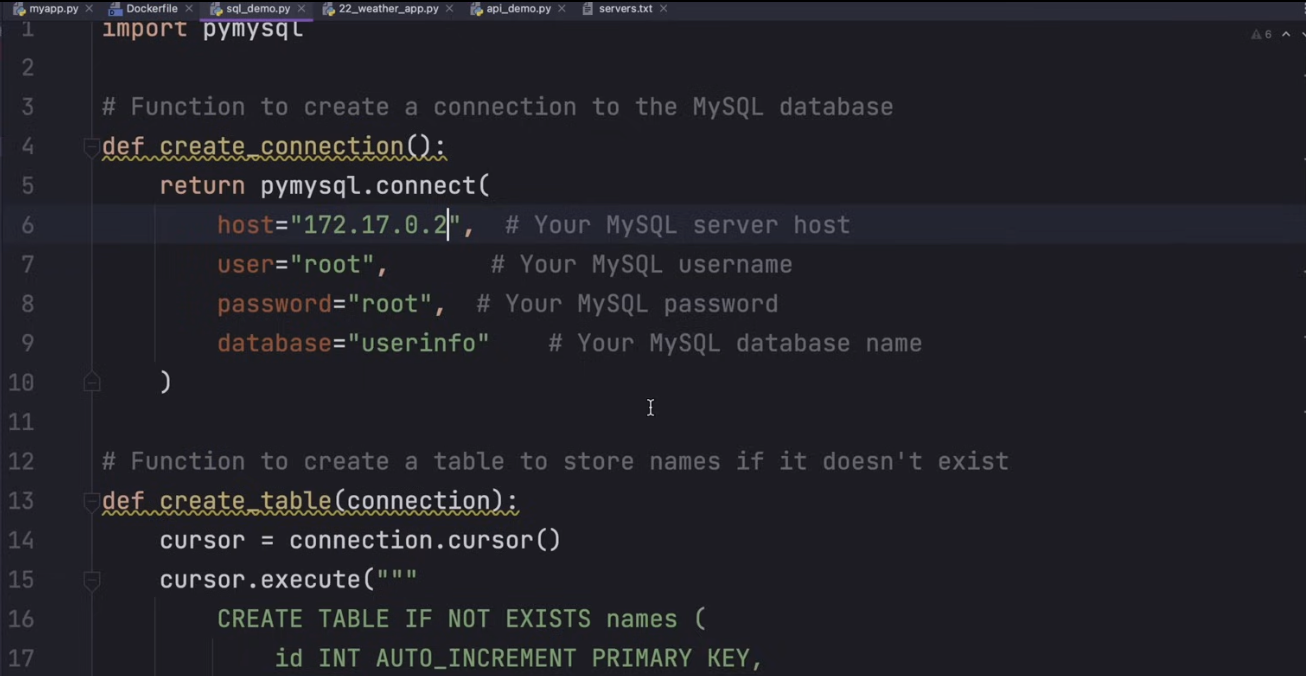 myapp.py Dockerfile sql_demo.py 22_weather_app.py api_demo.py servers.txt
6
1 import pymysql
2
3 # Function to create a connection to the MySQL database
4 def create_connection():
5 return pymysql.connect(
6 host="172.17.0.2", # Your MySQL server host
7 user="root", # Your MySQL username
8 password="root", # Your MySQL password
9 database="userinfo" # Your MySQL database name
10 )
11
12 # Function to create a table to store names if it doesn't exist
13 def create_table(connection):
14 cursor = connection.cursor()
15 cursor.execute("""
16 CREATE TABLE IF NOT EXISTS names (
17 id INT AUTO_INCREMENT PRIMARY KEY,